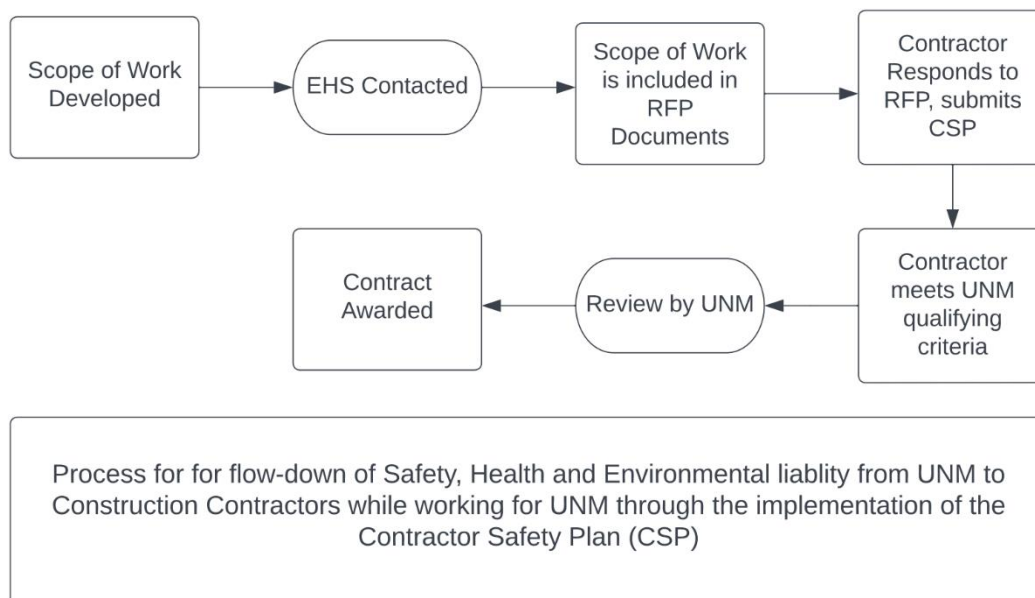 Scope of Work
Developed
EHS Contacted
Scope of Work
is included in
RFP
Documents
Contractor
Responds to
RFP, submits
CSP
Contractor
meets UNM
qualifying
criteria
Review by UNM
Contract
Awarded
Process for for flow-down of Safety, Health and Environmental liablity from UNM to
Construction Contractors while working for UNM through the implementation of the
Contractor Safety Plan (CSP)